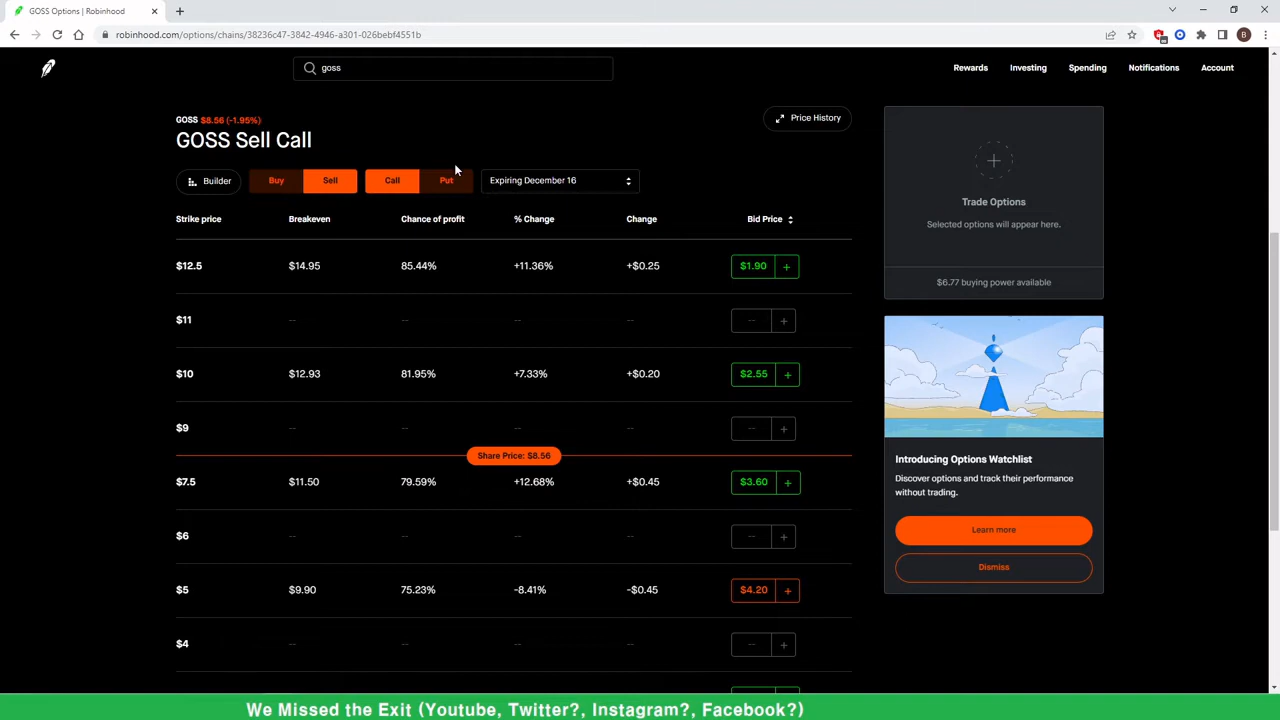 GOSS Options | Robinhood
robinhood.com/options/chains/38236c47-3842-4946-a301-026bebf4551b
B
goss
Rewards Investing Spending Notifications Account
GOSS $8.56 (-1.95%)
GOSS Sell Call
Price History
Builder Buy Sell Call Put Expiring December 16
Strike price Breakeven Chance of profit % Change Change Bid Price
$12.5 $14.95 85.44% +11.36% +$0.25 $1.90 +
$11 -- -- -- -- -- +
$10 $12.93 81.95% +7.33% +$0.20 $2.55 +
$9 -- -- -- -- -- +
Share Price: $8.56
$7.5 $11.50 79.59% +12.68% +$0.45 $3.60 +
$6 -- -- -- -- -- +
$5 $9.90 75.23% -8.41% -$0.45 $4.20 +
$4 -- -- -- -- -- +
Trade Options
Selected options will appear here.
$6.77 buying power available
Introducing Options Watchlist
Discover options and track their performance
without trading.
Learn more
Dismiss
We Missed the Exit (Youtube, Twitter?, Instagram?, Facebook?)